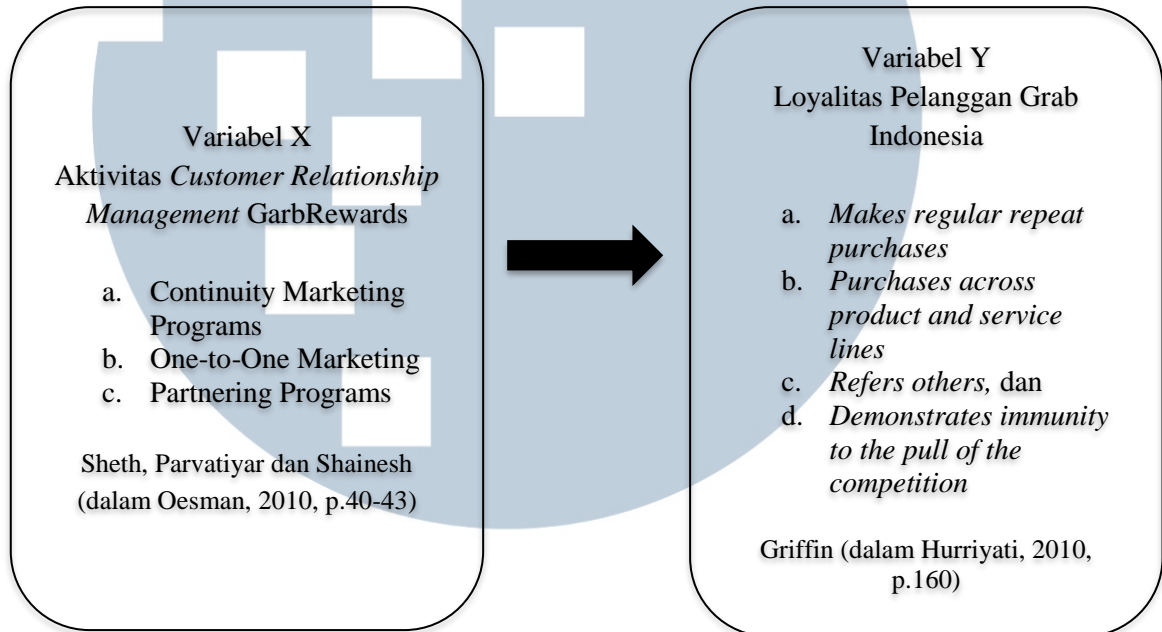 Variabel X
Aktivitas Customer Relationship
Management GarbRewards
a. Continuity Marketing
Programs
b. One-to-One Marketing
c. Partnering Programs
Sheth, Parvatiyar dan Shainesh
(dalam Oesman, 2010, p.40-43)
Variabel Y
Loyalitas Pelanggan Grab
Indonesia
a. Makes regular repeat
purchases
b. Purchases across
product and service
lines
c. Refers others, dan
d. Demonstrates immunity
to the pull of the
competition
Griffin (dalam Hurriyati, 2010,
p.160)